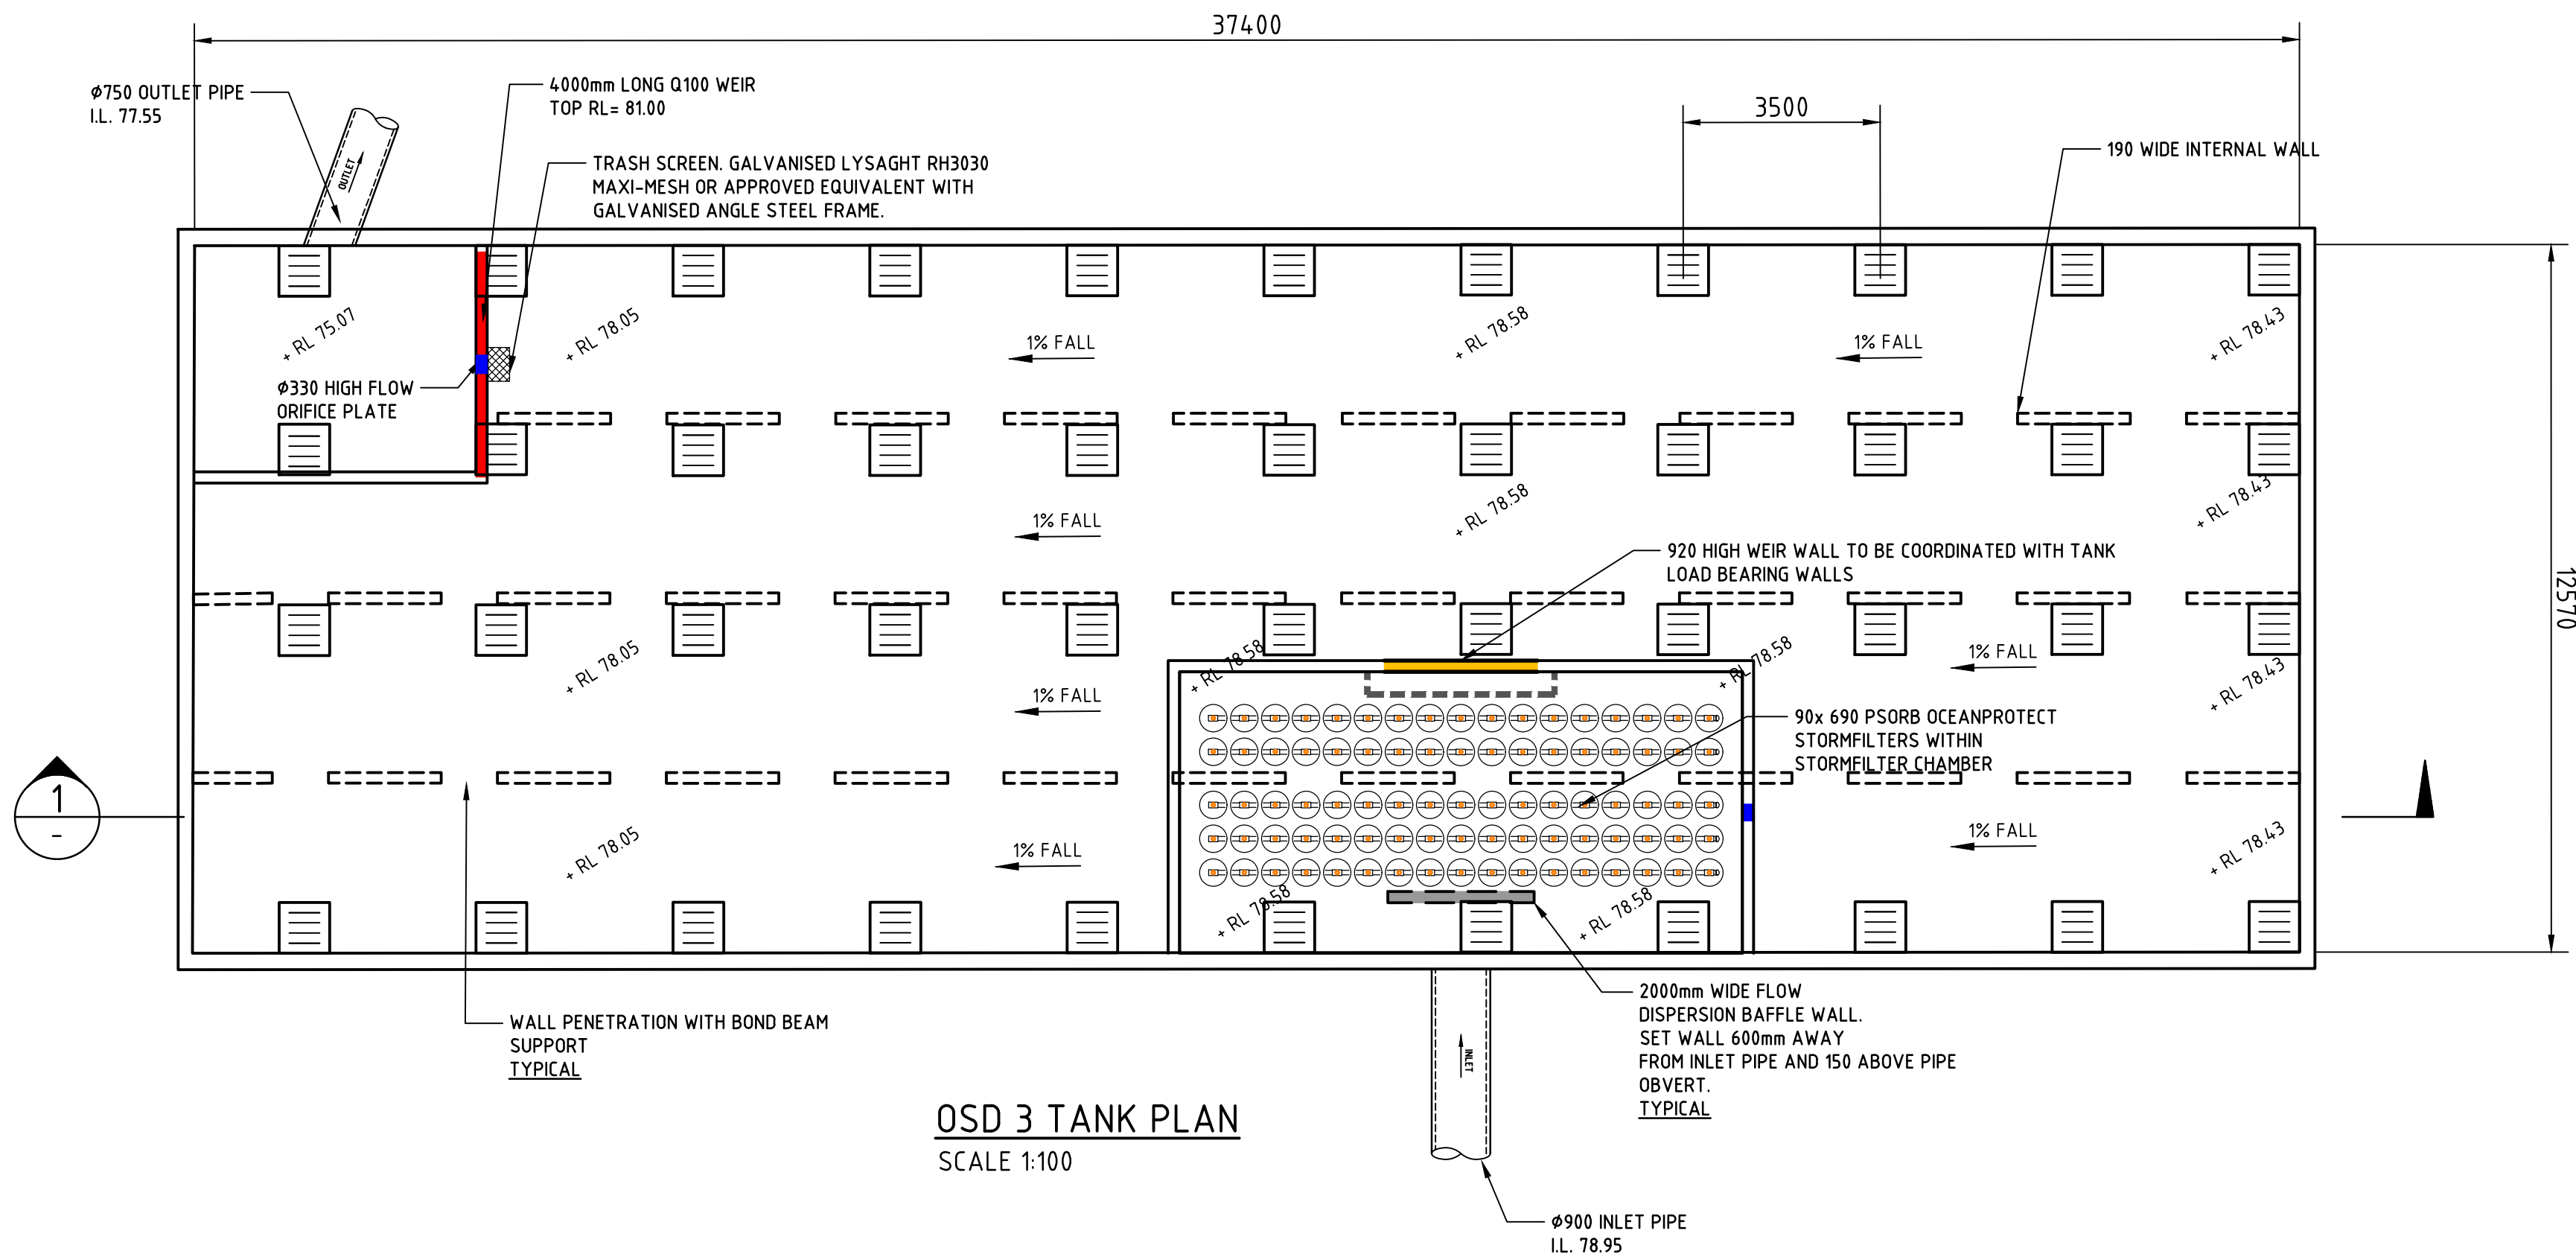 37400
Ø750 OUTLET PIPE
I.L. 77.55
4000mm LONG Q100 WEIR
TOP RL= 81.00
3500
TRASH SCREEN. GALVANISED LYSAGHT RH3030
MAXI-MESH OR APPROVED EQUIVALENT WITH
GALVANISED ANGLE STEEL FRAME.
190 WIDE INTERNAL WALL
OUTLET
+ RL 75.07
+ RL 78.05
+ RL 78.58
+ RL 78.43
1% FALL
1% FALL
Ø330 HIGH FLOW
ORIFICE PLATE
+ RL 78.58
+ RL 78.43
1% FALL
920 HIGH WEIR WALL TO BE COORDINATED WITH TANK
LOAD BEARING WALLS
12570
+ RL 78.05
+ RL 78.58
+ RL 78.58
1% FALL
+ RL 78.43
1% FALL
90x 690 PSORB OCEANPROTECT
STORMFILTERS WITHIN
STORMFILTER CHAMBER
1
-
+ RL 78.05
1% FALL
1% FALL
+ RL 78.43
+ RL 78.58
+ RL 78.58
WALL PENETRATION WITH BOND BEAM
SUPPORT
TYPICAL
2000mm WIDE FLOW
DISPERSION BAFFLE WALL.
SET WALL 600mm AWAY
FROM INLET PIPE AND 150 ABOVE PIPE
OBVERT.
TYPICAL
INLET
OSD 3 TANK PLAN
SCALE 1:100
Ø900 INLET PIPE
I.L. 78.95